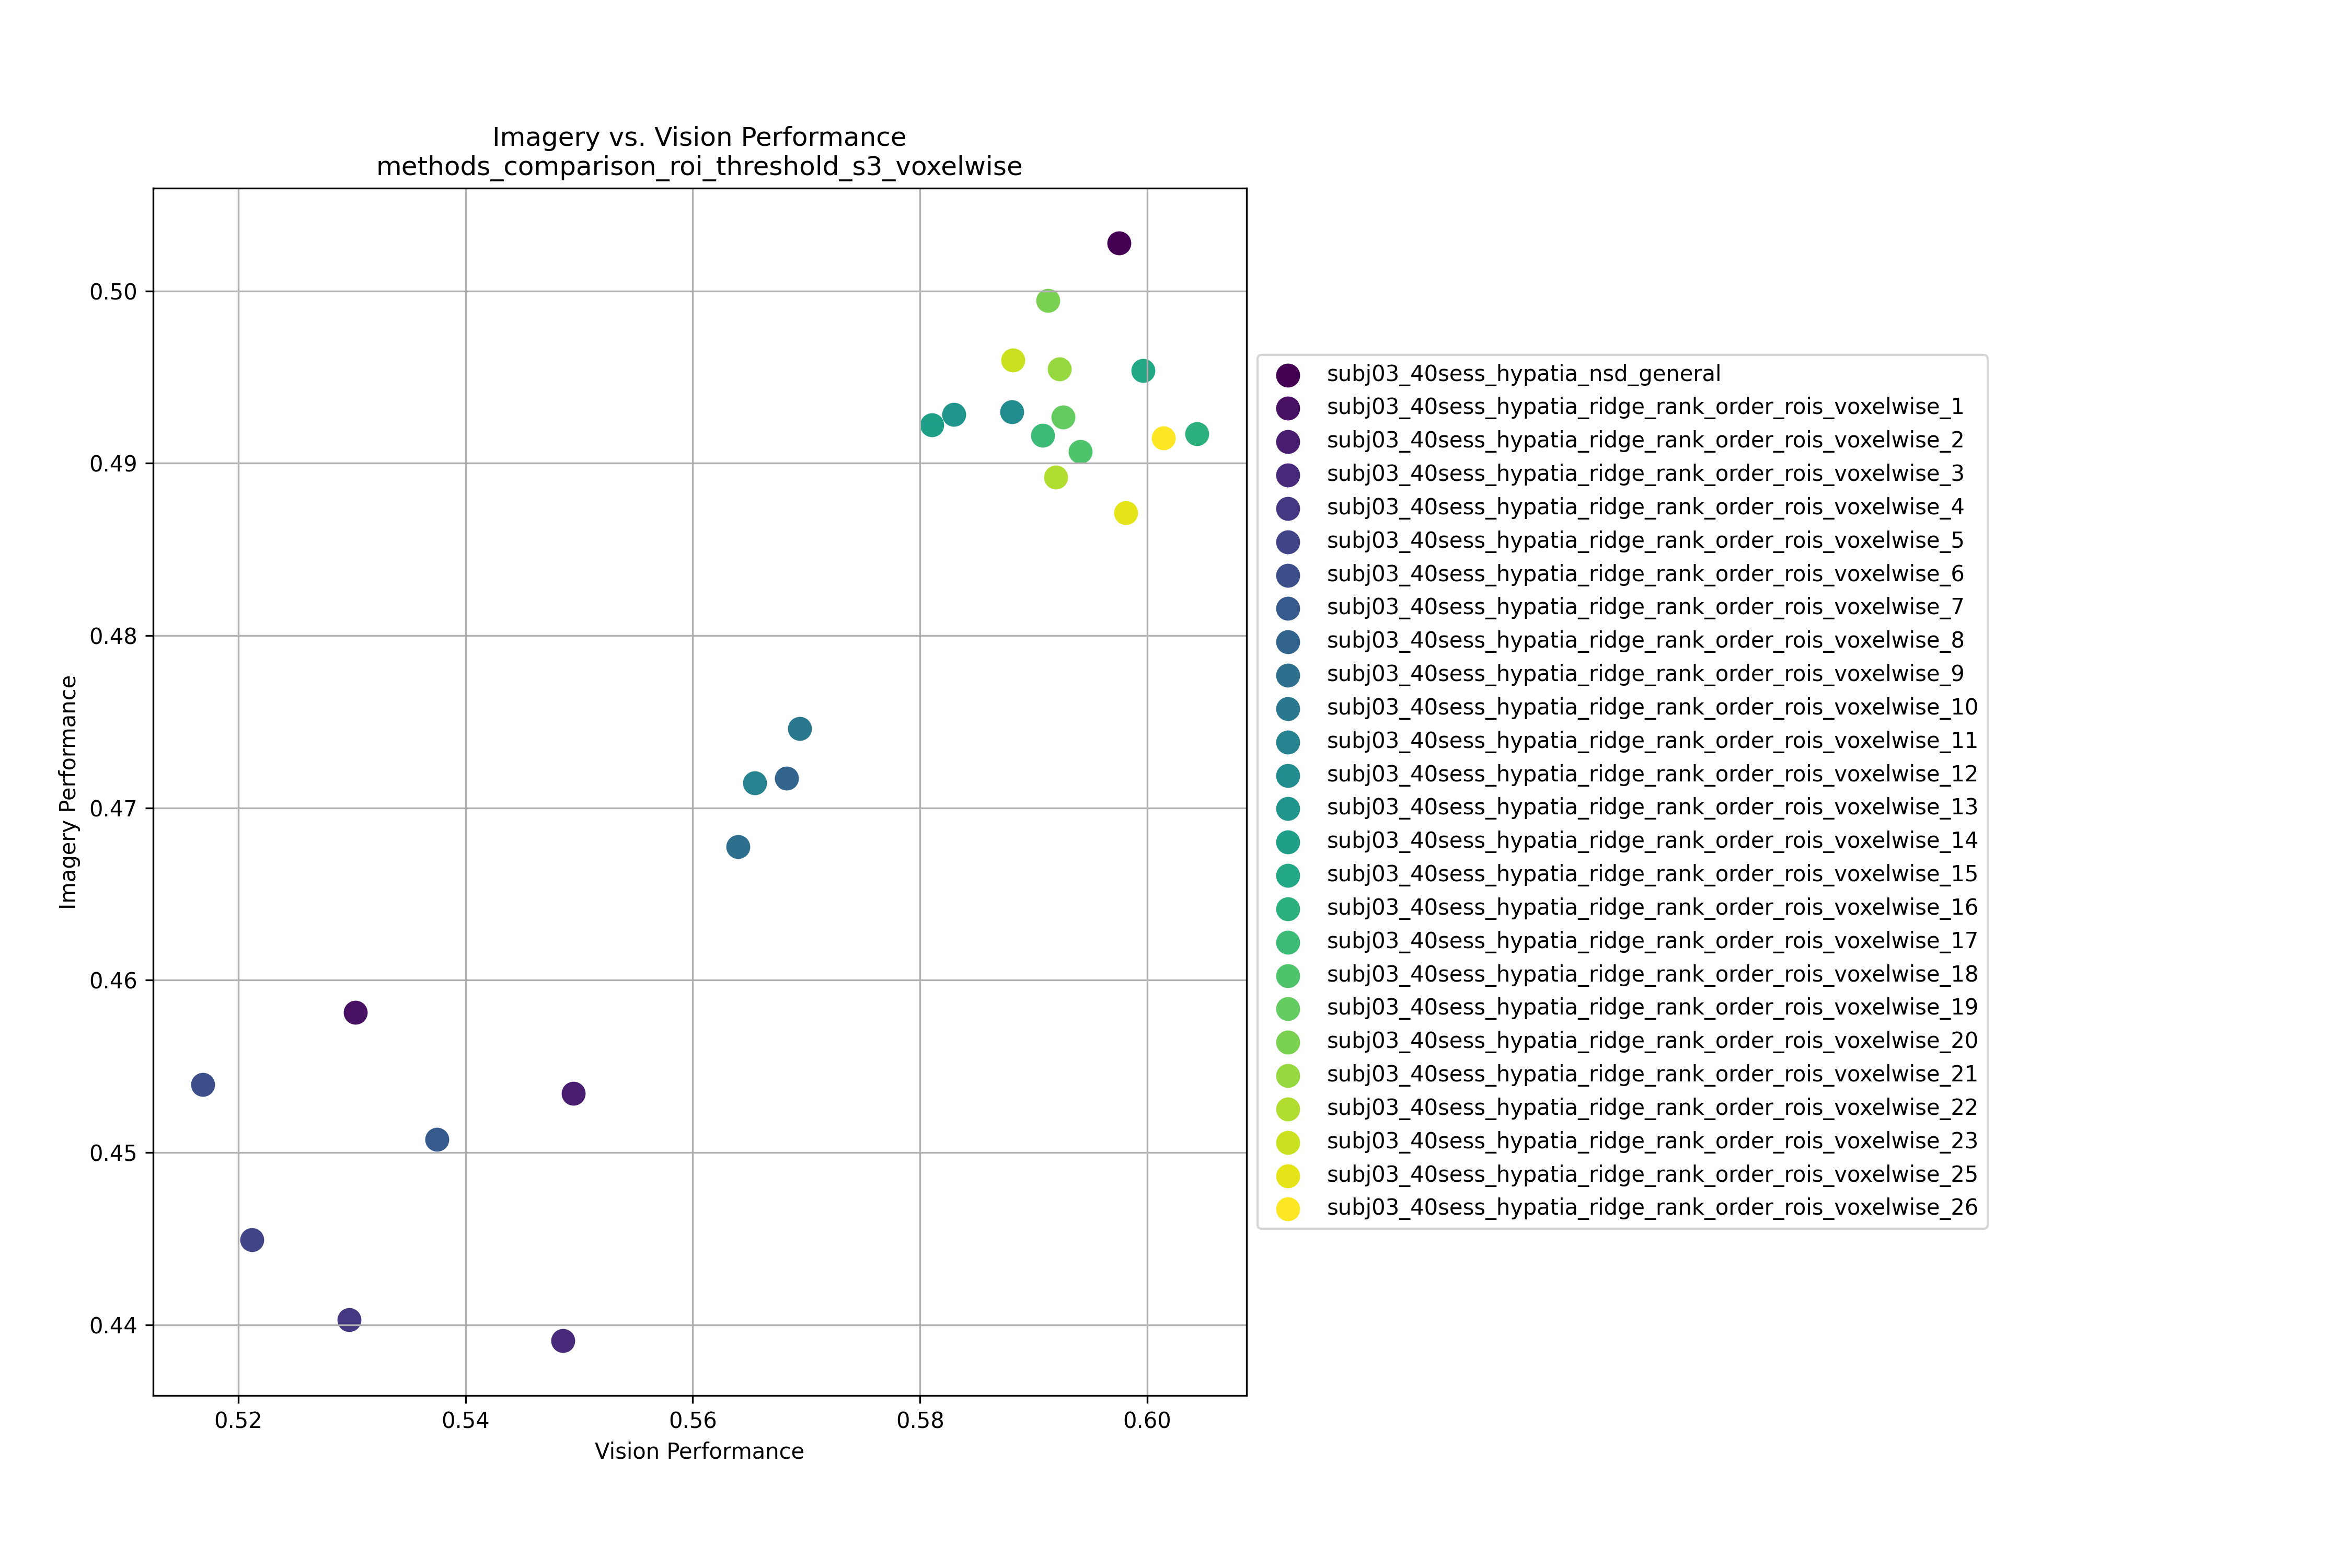 Imagery vs. Vision Performance
methods_comparison_roi_threshold_s3_voxelwise
Imagery Performance
0.50
0.49
0.48
0.47
0.46
0.45
0.44
0.52 0.54 0.56 0.58 0.60
Vision Performance
subj03_40sess_hypatia_nsd_general
subj03_40sess_hypatia_ridge_rank_order_rois_voxelwise_1
subj03_40sess_hypatia_ridge_rank_order_rois_voxelwise_2
subj03_40sess_hypatia_ridge_rank_order_rois_voxelwise_3
subj03_40sess_hypatia_ridge_rank_order_rois_voxelwise_4
subj03_40sess_hypatia_ridge_rank_order_rois_voxelwise_5
subj03_40sess_hypatia_ridge_rank_order_rois_voxelwise_6
subj03_40sess_hypatia_ridge_rank_order_rois_voxelwise_7
subj03_40sess_hypatia_ridge_rank_order_rois_voxelwise_8
subj03_40sess_hypatia_ridge_rank_order_rois_voxelwise_9
subj03_40sess_hypatia_ridge_rank_order_rois_voxelwise_10
subj03_40sess_hypatia_ridge_rank_order_rois_voxelwise_11
subj03_40sess_hypatia_ridge_rank_order_rois_voxelwise_12
subj03_40sess_hypatia_ridge_rank_order_rois_voxelwise_13
subj03_40sess_hypatia_ridge_rank_order_rois_voxelwise_14
subj03_40sess_hypatia_ridge_rank_order_rois_voxelwise_15
subj03_40sess_hypatia_ridge_rank_order_rois_voxelwise_16
subj03_40sess_hypatia_ridge_rank_order_rois_voxelwise_17
subj03_40sess_hypatia_ridge_rank_order_rois_voxelwise_18
subj03_40sess_hypatia_ridge_rank_order_rois_voxelwise_19
subj03_40sess_hypatia_ridge_rank_order_rois_voxelwise_20
subj03_40sess_hypatia_ridge_rank_order_rois_voxelwise_21
subj03_40sess_hypatia_ridge_rank_order_rois_voxelwise_22
subj03_40sess_hypatia_ridge_rank_order_rois_voxelwise_23
subj03_40sess_hypatia_ridge_rank_order_rois_voxelwise_25
subj03_40sess_hypatia_ridge_rank_order_rois_voxelwise_26